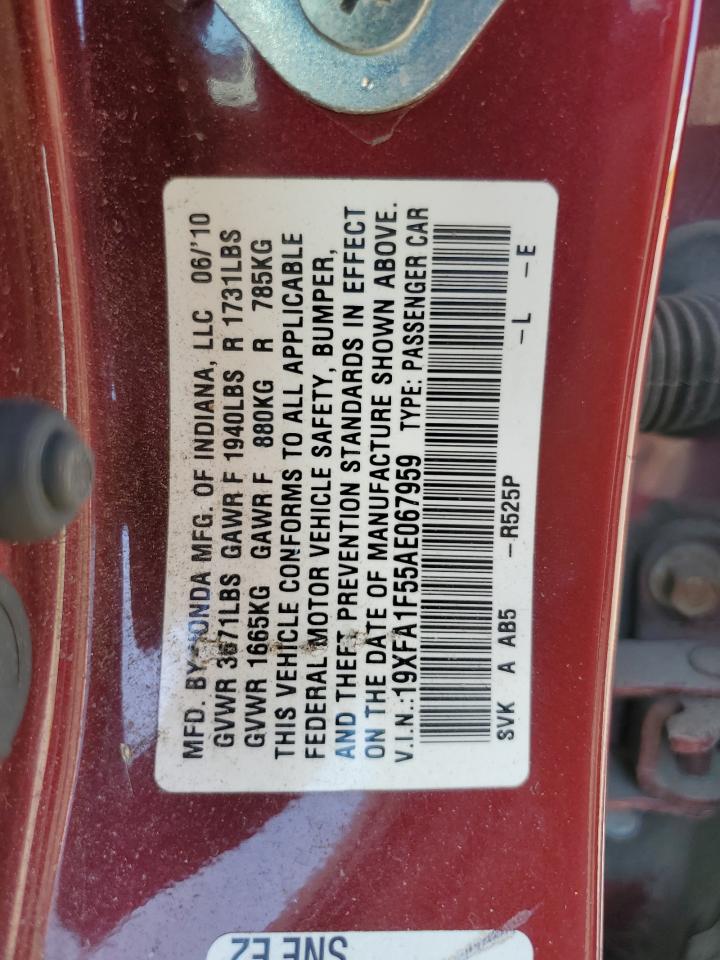 MFD. BY HONDA MFG. OF INDIANA, LLC 06/'10
GVWR 3671LBS GAWR F 1940LBS R 1731LBS
GVWR 1665KG GAWR F 880KG R 785KG
THIS VEHICLE CONFORMS TO ALL APPLICABLE
FEDERAL MOTOR VEHICLE SAFETY, BUMPER,
AND THEFT PREVENTION STANDARDS IN EFFECT
ON THE DATE OF MANUFACTURE SHOWN ABOVE.
V.I.N.:19XFA1F55AE067959 TYPE: PASSENGER CAR
SVK A AB5 -R525P -L -E